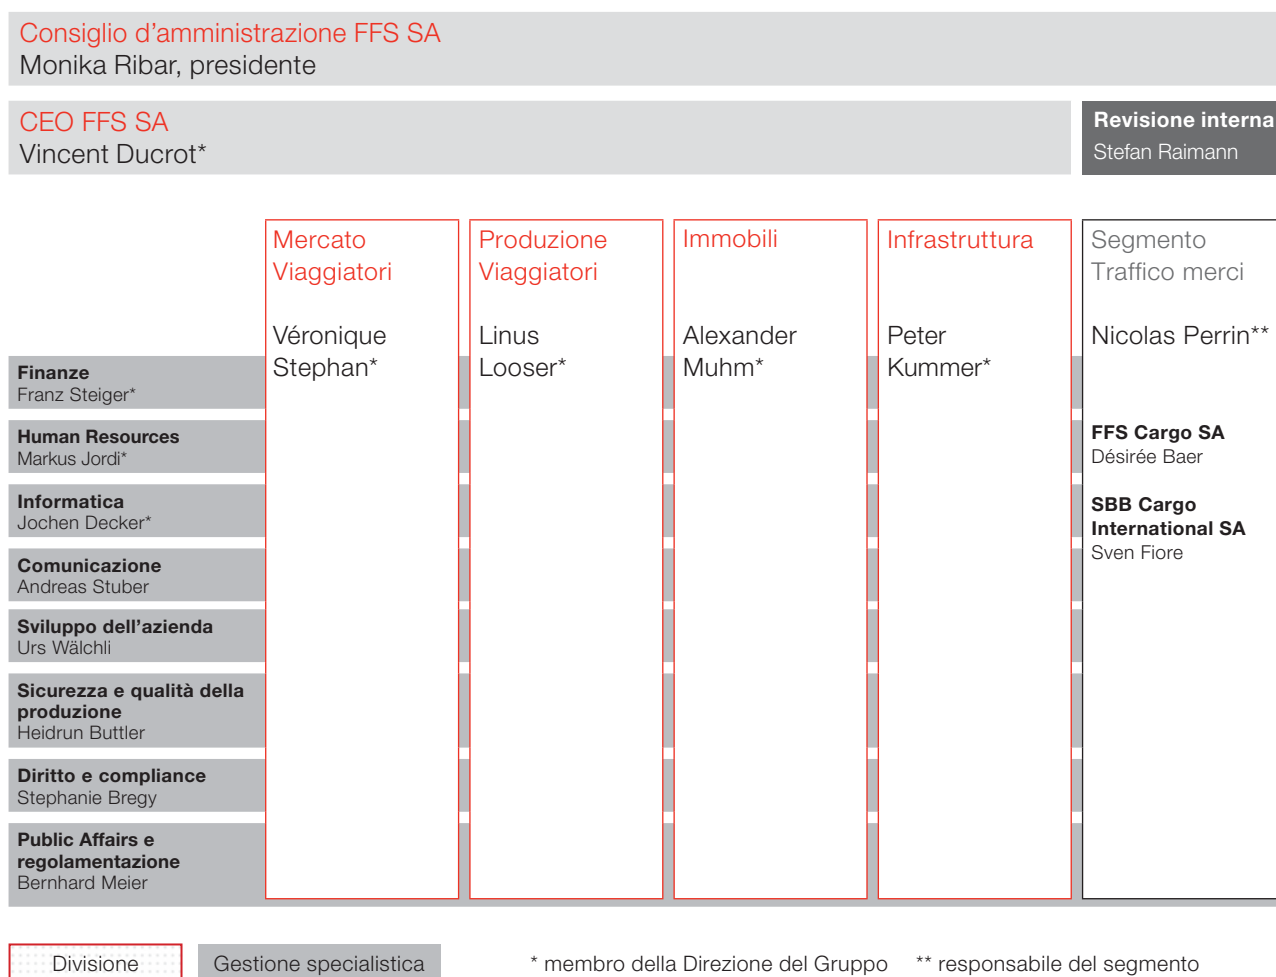 Consiglio d’amministrazione FFS SA
Monika Ribar, presidente
CEO FFS SA
Vincent Ducrot*
Revisione interna
Stefan Raimann
Mercato
Viaggiatori
Véronique
Stephan*
Produzione
Viaggiatori
Linus
Looser*
Immobili
Alexander
Muhm*
Infrastruttura
Peter
Kummer*
Segmento
Traffico merci
Nicolas Perrin**
FFS Cargo SA
Désirée Baer
SBB Cargo
International SA
Sven Fiore
Finanze
Franz Steiger*
Human Resources
Markus Jordi*
Informatica
Jochen Decker*
Comunicazione
Andreas Stuber
Sviluppo dell’azienda
Urs Wälchli
Sicurezza e qualità della
produzione
Heidrun Buttler
Diritto e compliance
Stephanie Bregy
Public Affairs e
regolamentazione
Bernhard Meier
Divisione
Gestione specialistica
* membro della Direzione del Gruppo
** responsabile del segmento